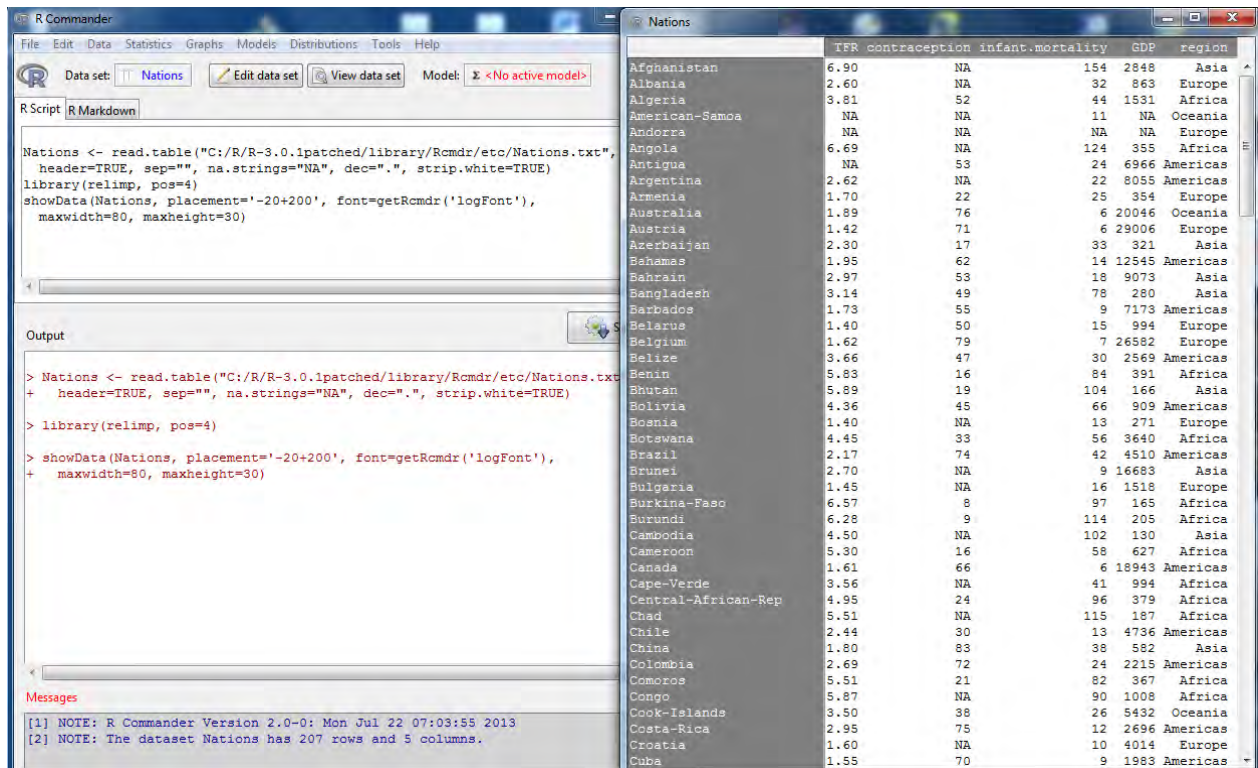 R Commander
File Edit Data Statistics Graphs Models Distributions Tools Help
Data set: Nations Edit data set View data set Model: Σ <No active model>
R Script R Markdown
Nations <- read.table("C:/R/R-3.0.1patched/library/Rcmdr/etc/Nations.txt",
header=TRUE, sep="", na.strings="NA", dec=".", strip.white=TRUE)
library(relimp, pos=4)
showData(Nations, placement='-20+200', font=getRcmdr('logFont'),
maxwidth=80, maxheight=30)
Output
> Nations <- read.table("C:/R/R-3.0.1patched/library/Rcmdr/etc/Nations.txt
+ header=TRUE, sep="", na.strings="NA", dec=".", strip.white=TRUE)
> library(relimp, pos=4)
> showData(Nations, placement='-20+200', font=getRcmdr('logFont'),
+ maxwidth=80, maxheight=30)
Messages
[1] NOTE: R Commander Version 2.0-0: Mon Jul 22 07:03:55 2013
[2] NOTE: The dataset Nations has 207 rows and 5 columns.
Nations
TFR contraception infant.mortality GDP region
Afghanistan 6.90 NA 154 2848 Asia
Albania 2.60 NA 32 863 Europe
Algeria 3.81 52 44 1531 Africa
American-Samoa NA NA 11 NA Oceania
Andorra NA NA NA NA Europe
Angola 6.69 NA 124 355 Africa
Antigua NA 53 24 6966 Americas
Argentina 2.62 NA 22 8055 Americas
Armenia 1.70 22 25 354 Europe
Australia 1.89 76 6 20046 Oceania
Austria 1.42 71 6 29006 Europe
Azerbaijan 2.30 17 33 321 Asia
Bahamas 1.95 62 14 12545 Americas
Bahrain 2.97 53 18 9073 Asia
Bangladesh 3.14 49 78 280 Asia
Barbados 1.73 55 9 7173 Americas
Belarus 1.40 50 15 994 Europe
Belgium 1.62 79 7 26582 Europe
Belize 3.66 47 30 2569 Americas
Benin 5.83 16 84 391 Africa
Bhutan 5.89 19 104 166 Asia
Bolivia 4.36 45 66 909 Americas
Bosnia 1.40 NA 13 271 Europe
Botswana 4.45 33 56 3640 Africa
Brazil 2.17 74 42 4510 Americas
Brunei 2.70 NA 9 16683 Asia
Bulgaria 1.45 NA 16 1518 Europe
Burkina-Faso 6.57 8 97 165 Africa
Burundi 6.28 9 114 205 Africa
Cambodia 4.50 NA 102 130 Asia
Cameroon 5.30 16 58 627 Africa
Canada 1.61 66 6 18943 Americas
Cape-Verde 3.56 NA 41 994 Africa
Central-African-Rep 4.95 24 96 379 Africa
Chad 5.51 NA 115 187 Africa
Chile 2.44 30 13 4736 Americas
China 1.80 83 38 582 Asia
Colombia 2.69 72 24 2215 Americas
Comoros 5.51 21 82 367 Africa
Congo 5.87 NA 90 1008 Africa
Cook-Islands 3.50 38 26 5432 Oceania
Costa-Rica 2.95 75 12 2696 Americas
Croatia 1.60 NA 10 4014 Europe
Cuba 1.55 70 9 1983 Americas